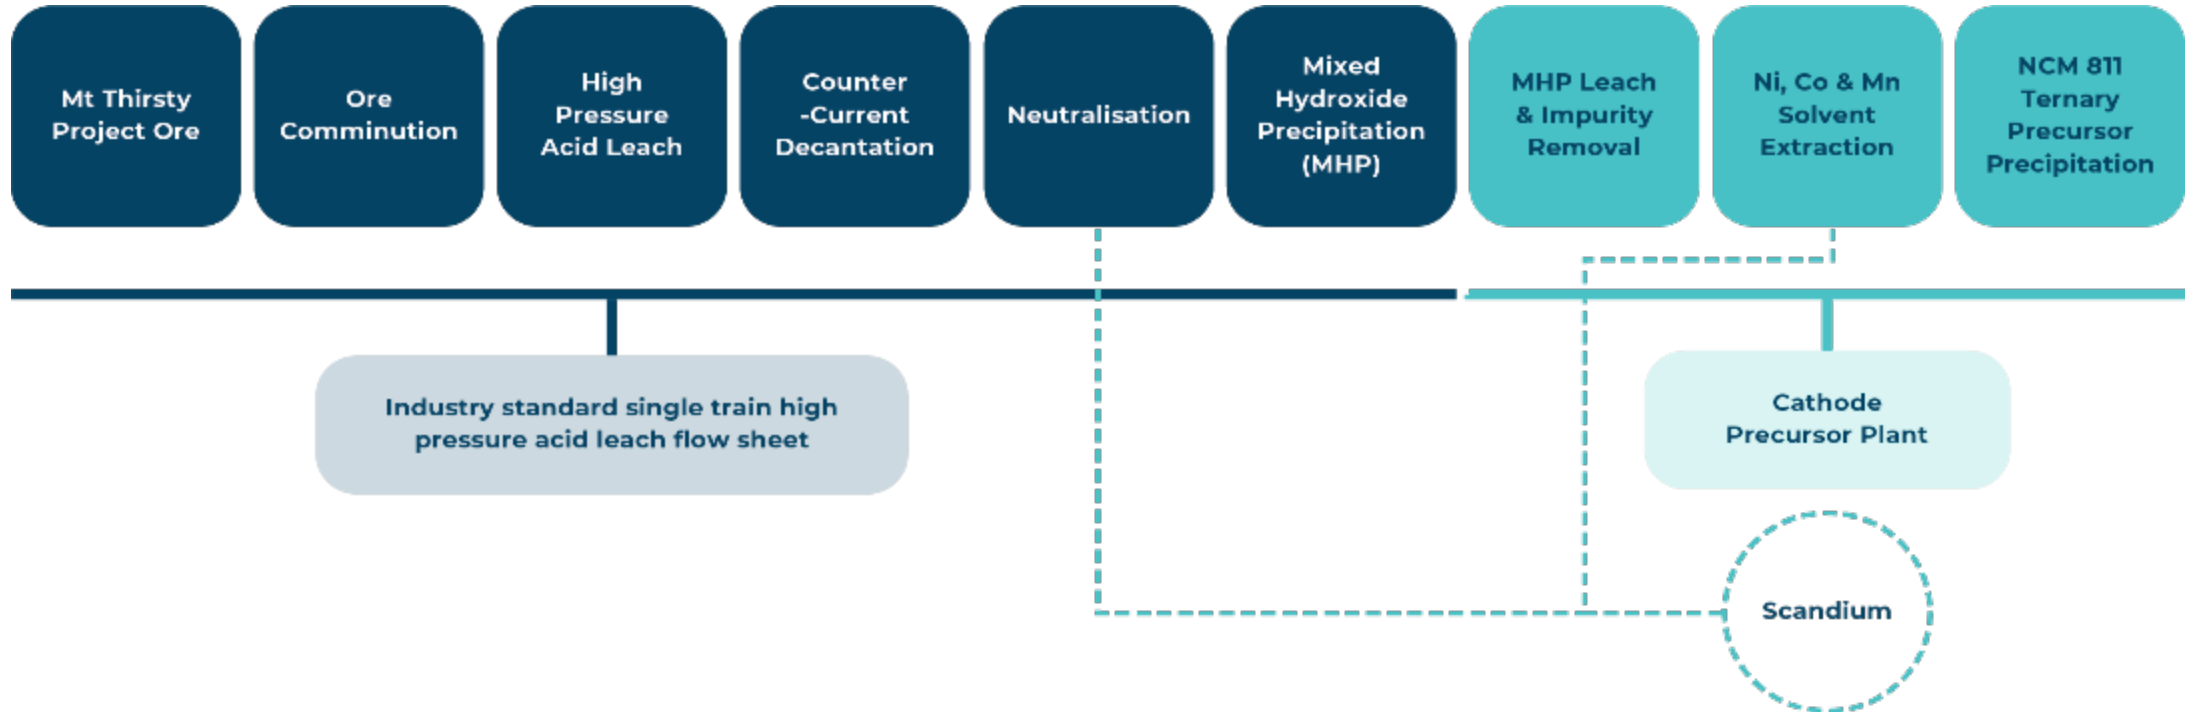 Mt Thirsty
Project Ore
Ore
Comminution
High
Pressure
Acid Leach
Counter
-Current
Decantation
Neutralisation
Mixed
Hydroxide
Precipitation
(MHP)
MHP Leach
& Impurity
Removal
Ni, Co & Mn
Solvent
Extraction
NCM 811
Ternary
Precursor
Precipitation
Industry standard single train high
pressure acid leach flow sheet
Cathode
Precursor Plant
Scandium